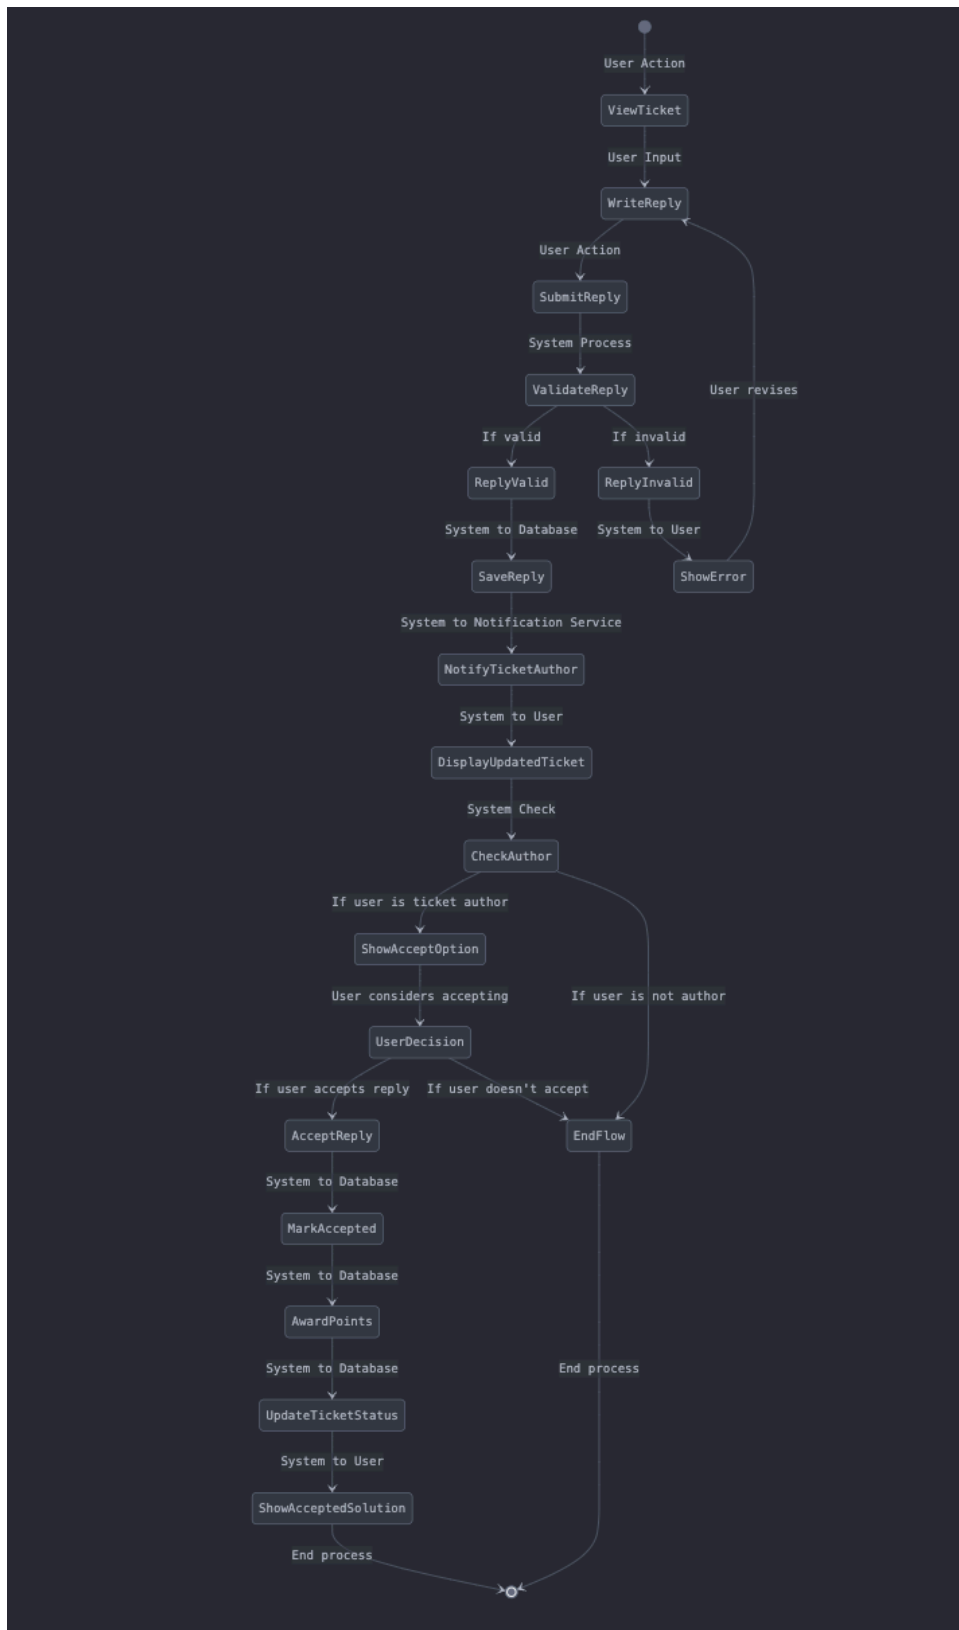 User Action
ViewTicket
User Input
WriteReply
User Action
SubmitReply
System Process
ValidateReply
User revises
If valid
If invalid
ReplyValid
ReplyInvalid
System to Database
System to User
SaveReply
ShowError
System to Notification Service
NotifyTicketAuthor
System to User
DisplayUpdatedTicket
System Check
CheckAuthor
If user is ticket author
ShowAcceptOption
User considers accepting
If user is not author
UserDecision
If user accepts reply
If user doesn't accept
AcceptReply
EndFlow
System to Database
MarkAccepted
System to Database
AwardPoints
System to Database
End process
UpdateTicketStatus
System to User
ShowAcceptedSolution
End process